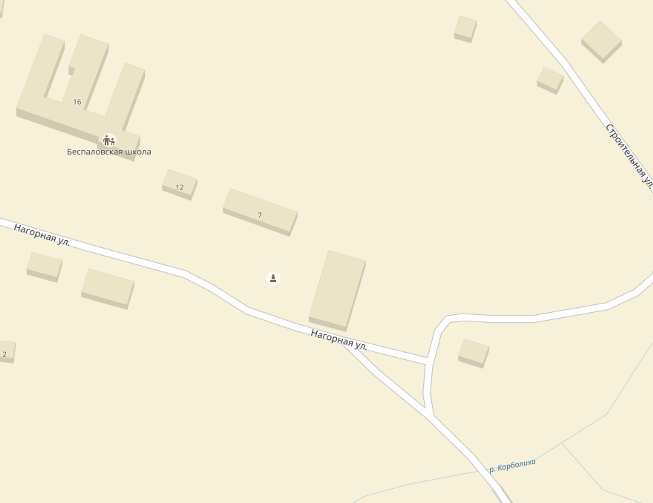 16
Беспаловская школа
Строительная ул.
12
7
Нагорная ул.
Нагорная ул.
2
р. Корболиха